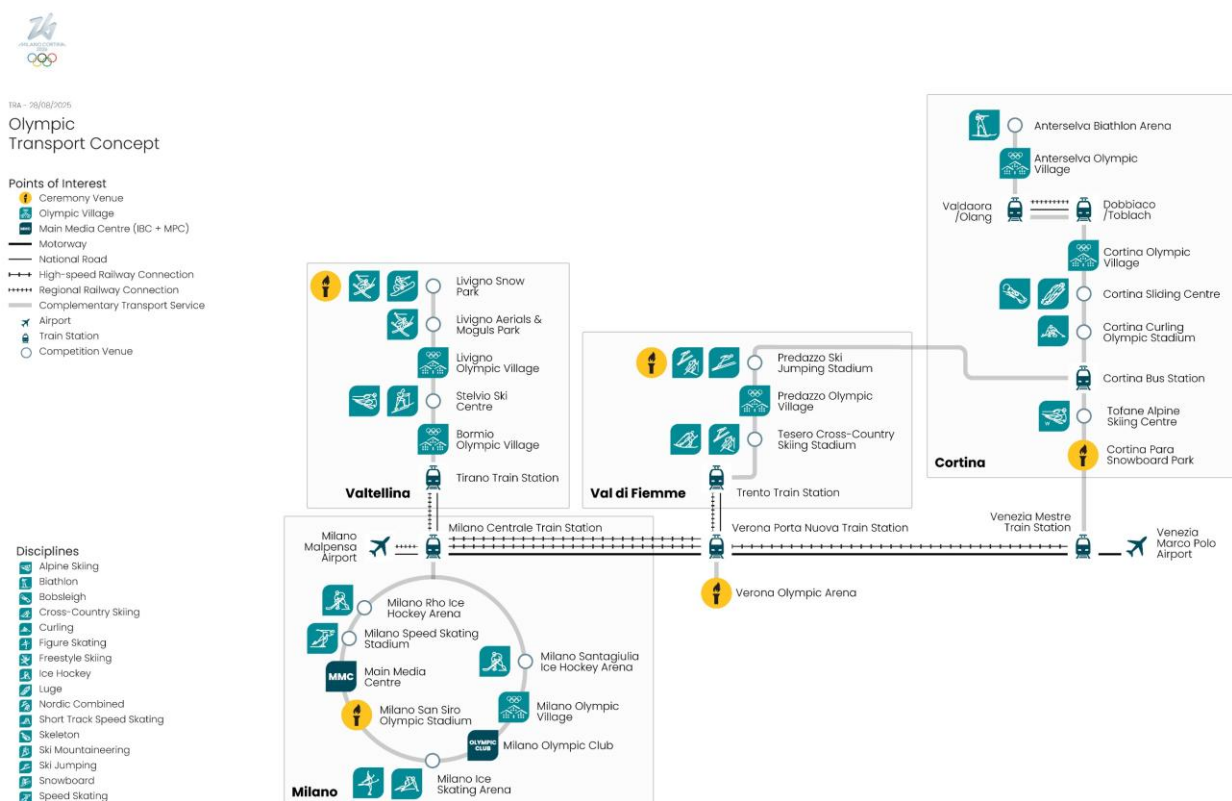 MILANO CORTINA
2026
TRA - 28/08/2025
Olympic
Transport Concept
Points of Interest
Ceremony Venue
Olympic Village
MMC
Main Media Centre (IBC + MPC)
Motorway
National Road
High-speed Railway Connection
Regional Railway Connection
Complementary Transport Service
Airport
Train Station
Competition Venue
Disciplines
Alpine Skiing
Biathlon
Bobsleigh
Cross-Country Skiing
Curling
Figure Skating
Freestyle Skiing
Ice Hockey
Luge
Nordic Combined
Short Track Speed Skating
Skeleton
Ski Mountaineering
Ski Jumping
Snowboard
Speed Skating
Livigno Snow
Park
Livigno Aerials &
Moguls Park
Livigno
Olympic Village
Stelvio Ski
Centre
Bormio
Olympic Village
Tirano Train Station
Valtellina
Predazzo Ski
Jumping Stadium
Predazzo Olympic
Village
Tesero Cross-Country
Skiing Stadium
Trento Train Station
Val di Fiemme
Anterselva Biathlon Arena
Anterselva Olympic
Village
Valdaora
/Olang
Dobbiaco
/Toblach
Cortina Olympic
Village
Cortina Sliding Centre
Cortina Curling
Olympic Stadium
Cortina Bus Station
Tofane Alpine
Skiing Centre
Cortina Para
Snowboard Park
Cortina
Milano
Malpensa
Airport
Milano Centrale Train Station
Verona Porta Nuova Train Station
Venezia Mestre
Train Station
Venezia
Marco Polo
Airport
Verona Olympic Arena
Milano Rho Ice
Hockey Arena
Milano Speed Skating
Stadium
MMC
Main Media
Centre
Milano San Siro
Olympic Stadium
Milano Santagiulia
Ice Hockey Arena
Milano Olympic
Village
OLYMPIC
CLUB
Milano Olympic Club
Milano Ice
Skating Arena
Milano